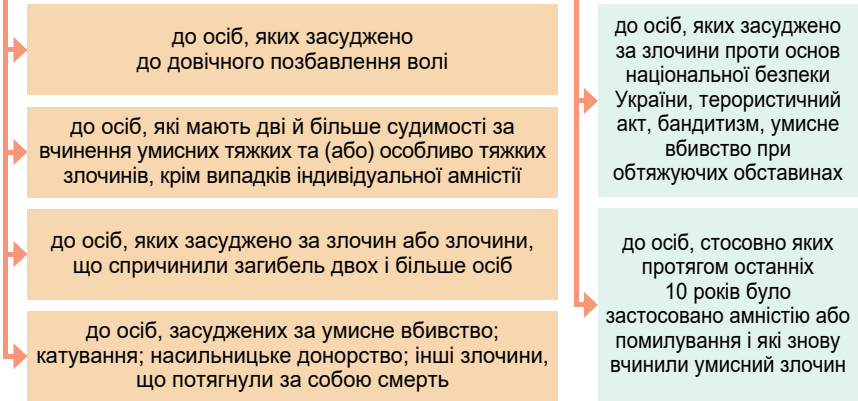 до осіб, яких засуджено
до довічного позбавлення волі
до осіб, які мають дві й більше судимості за
вчинення умисних тяжких та (або) особливо тяжких
злочинів, крім випадків індивідуальної амністії
до осіб, яких засуджено за злочин або злочини,
що спричинили загибель двох і більше осіб
до осіб, засуджених за умисне вбивство;
катування; насильницьке донорство; інші злочини,
що потягнули за собою смерть
до осіб, яких засуджено
за злочини проти основ
національної безпеки
України, терористичний
акт, бандитизм, умисне
вбивство при
обтяжуючих обставинах
до осіб, стосовно яких
протягом останніх
10 років було
застосовано амністію або
помилування і які знову
вчинили умисний злочин